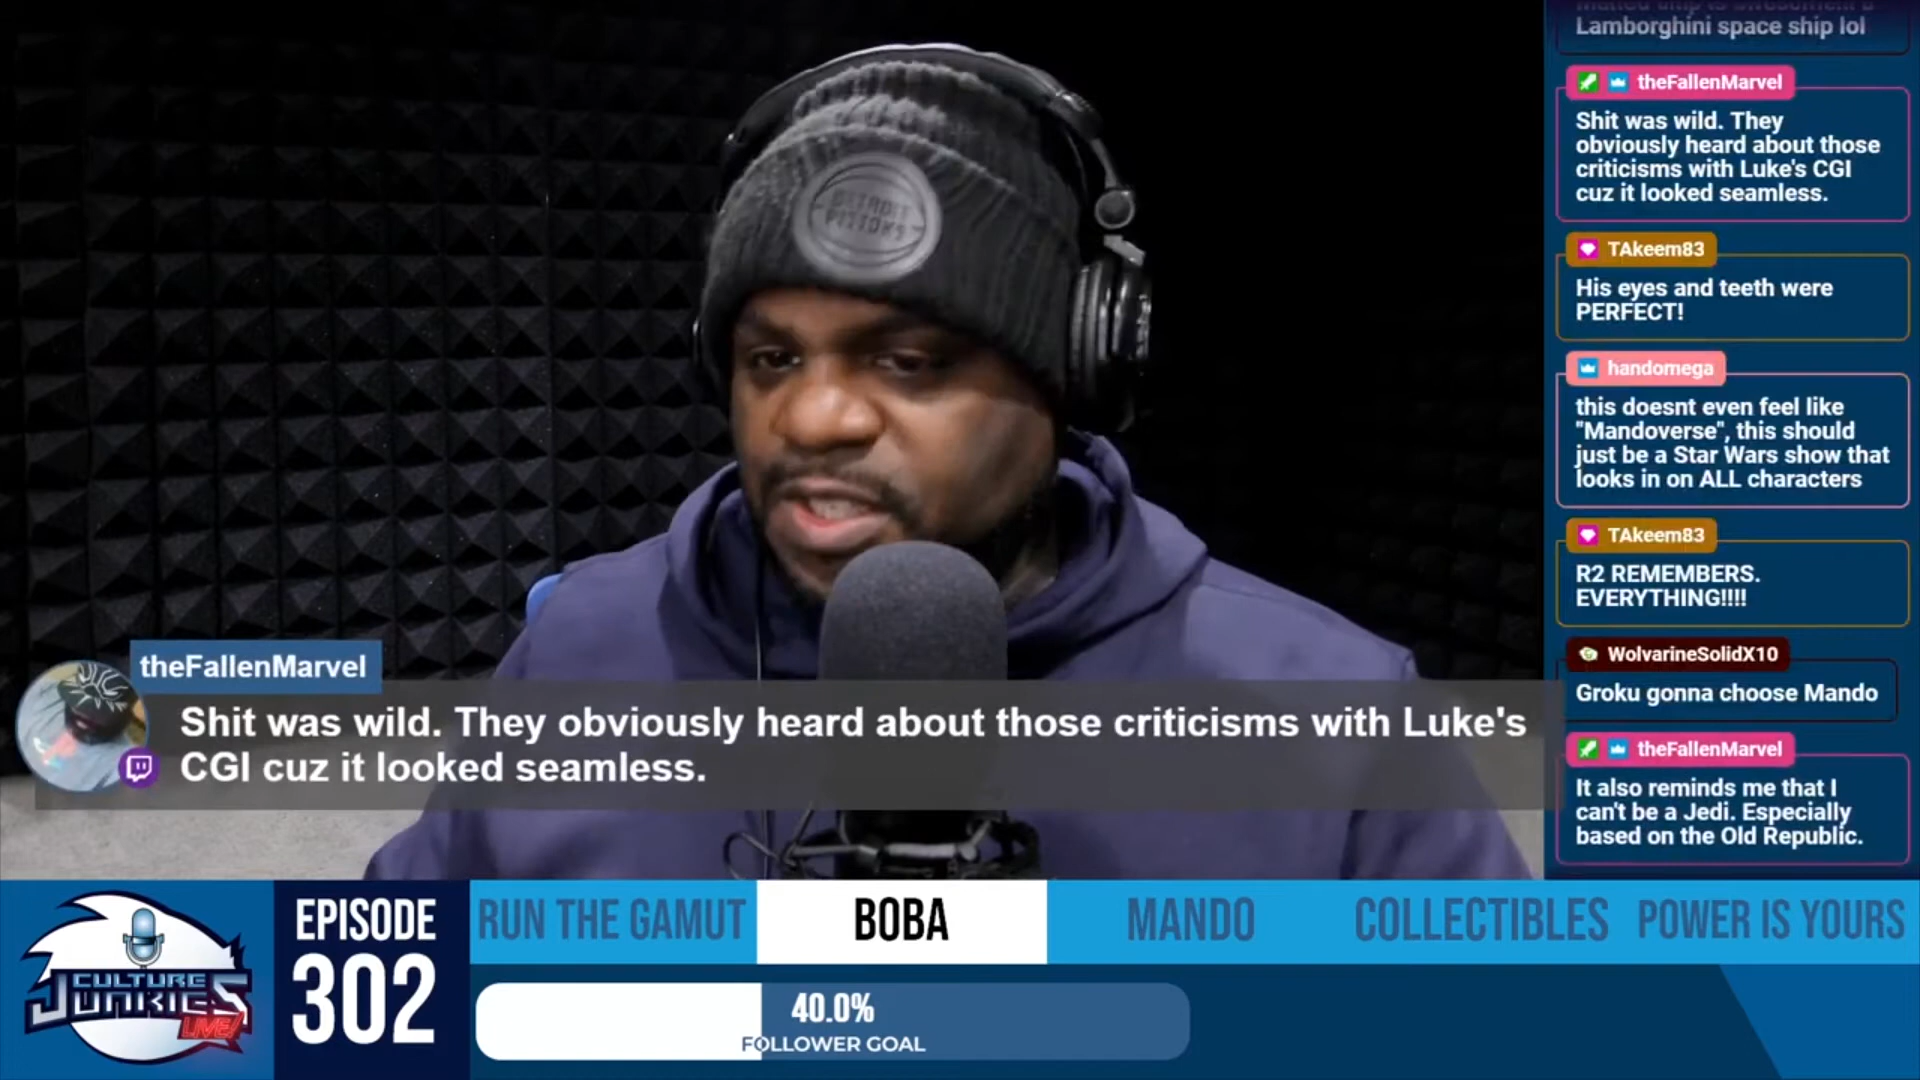 Lamborghini space ship lol
theFallenMarvel
Shit was wild. They
obviously heard about those
criticisms with Luke's CGI
cuz it looked seamless.
TAkeem83
His eyes and teeth were
PERFECT!
handomega
this doesnt even feel like
"Mandoverse", this should
just be a Star Wars show that
looks in on ALL characters
TAkeem83
R2 REMEMBERS.
EVERYTHING!!!!
WolvarineSolidX10
Groku gonna choose Mando
theFallenMarvel
It also reminds me that I
can't be a Jedi. Especially
based on the Old Republic.
DETROIT
PISTONS
theFallenMarvel
Shit was wild. They obviously heard about those criticisms with Luke's
CGI cuz it looked seamless.
CULTURE
JUNKIES
LIVE!
EPISODE
302
RUN THE GAMUT
BOBA
MANDO
COLLECTIBLES
POWER IS YOURS
40.0%
FOLLOWER GOAL